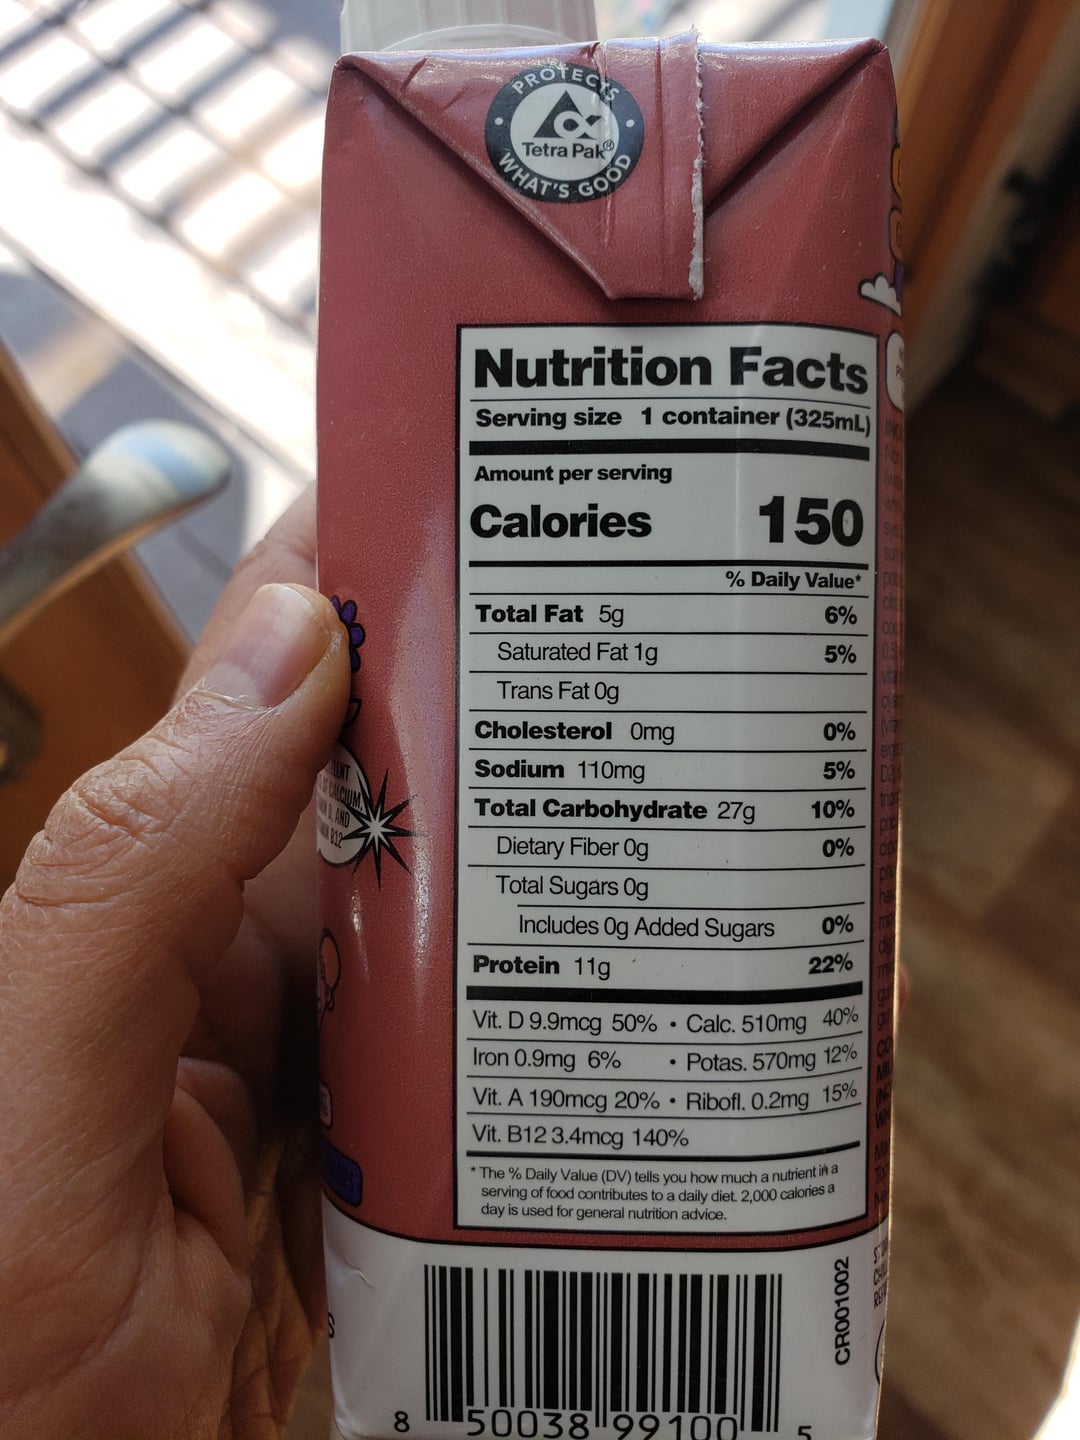 PROTECTS
Tetra Pak®
WHAT'S GOOD
Nutrition Facts
Serving size 1 container (325mL)
Amount per serving
Calories 150
% Daily Value*
Total Fat 5g 6%
Saturated Fat 1g 5%
Trans Fat 0g
Cholesterol 0mg 0%
Sodium 110mg 5%
Total Carbohydrate 27g 10%
Dietary Fiber 0g 0%
Total Sugars 0g
Includes 0g Added Sugars 0%
Protein 11g 22%
Vit. D 9.9mcg 50% • Calc. 510mg 40%
Iron 0.9mg 6% • Potas. 570mg 12%
Vit. A 190mcg 20% • Ribofl. 0.2mg 15%
Vit. B12 3.4mcg 140%
* The % Daily Value (DV) tells you how much a nutrient in a
serving of food contributes to a daily diet. 2,000 calories a
day is used for general nutrition advice.
CALCIUM,
AND
B12
CR001002
8 50038 99100 5